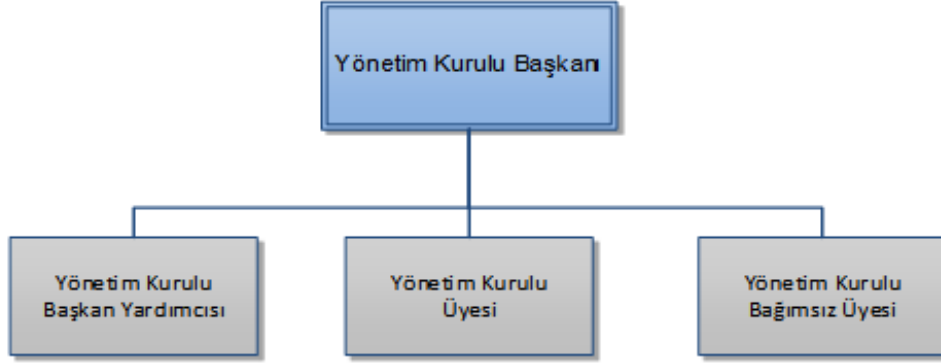 Yönetim Kurulu Başkanı
Yönetim Kurulu
Başkan Yardımcısı
Yönetim Kurulu
Üyesi
Yönetim Kurulu
Bağımsız Üyesi